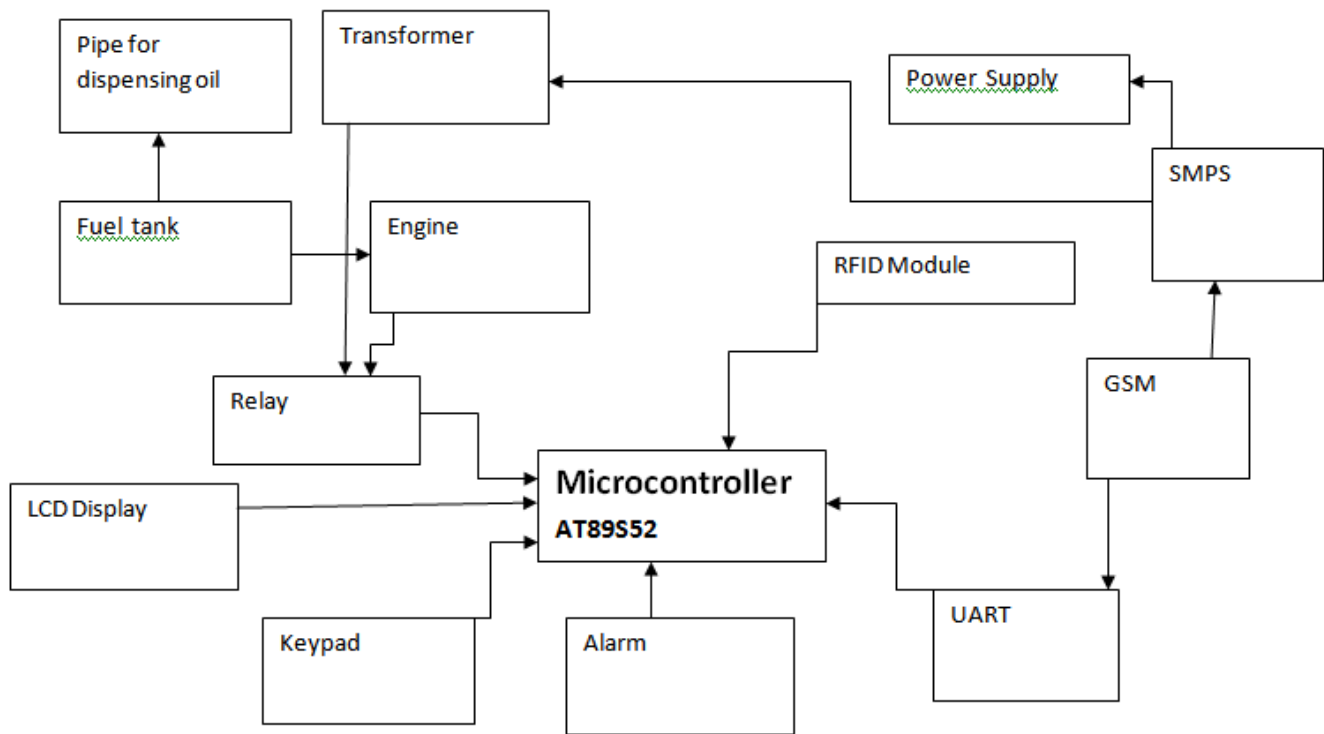 Pipe for
dispensing oil
Transformer
Power Supply
SMPS
Fuel tank
Engine
RFID Module
GSM
Relay
Microcontroller
AT89S52
LCD Display
UART
Keypad
Alarm